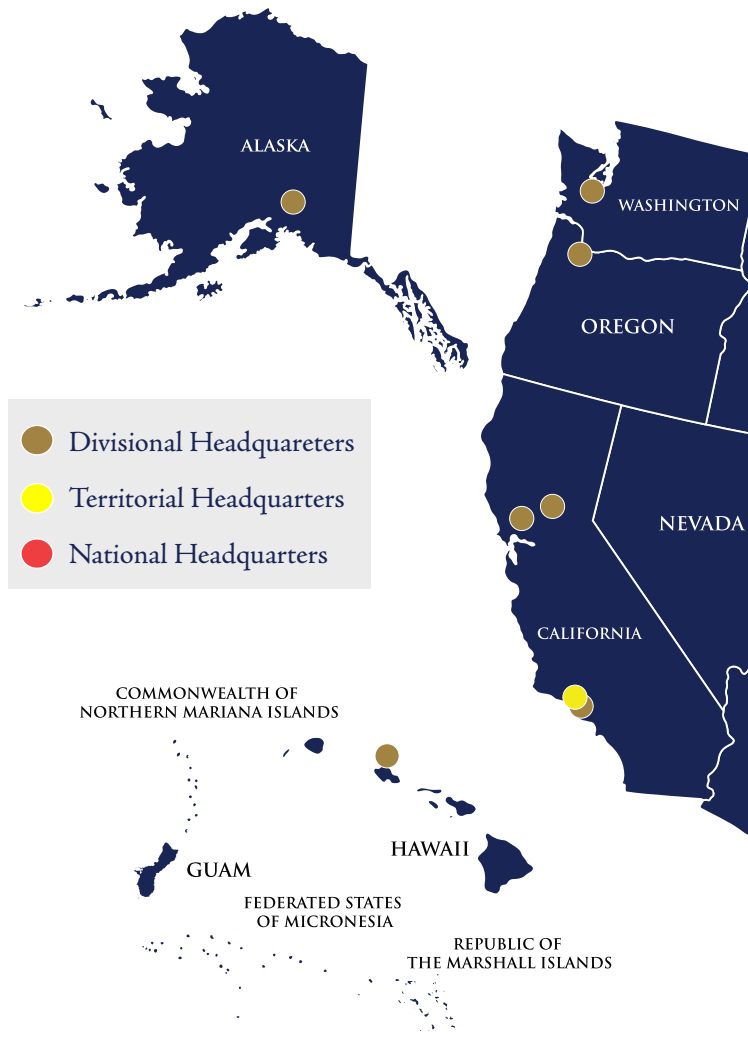 ALASKA
WASHINGTON
OREGON
Divisional Headquareters
Territorial Headquarters
National Headquarters
NEVADA
CALIFORNIA
COMMONWEALTH OF
NORTHERN MARIANA ISLANDS
HAWAII
GUAM
FEDERATED STATES
OF MICRONESIA
REPUBLIC OF
THE MARSHALL ISLANDS